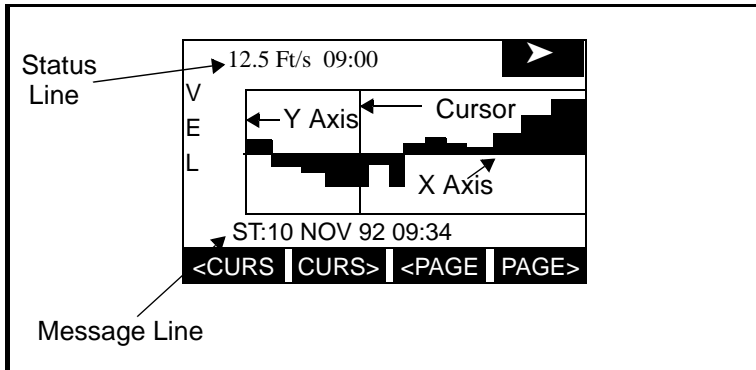 Status
Line
12.5 Ft/s 09:00
V
E
L
Y Axis
Cursor
X Axis
ST:10 NOV 92 09:34
<CURS CURS> <PAGE PAGE>
Message Line